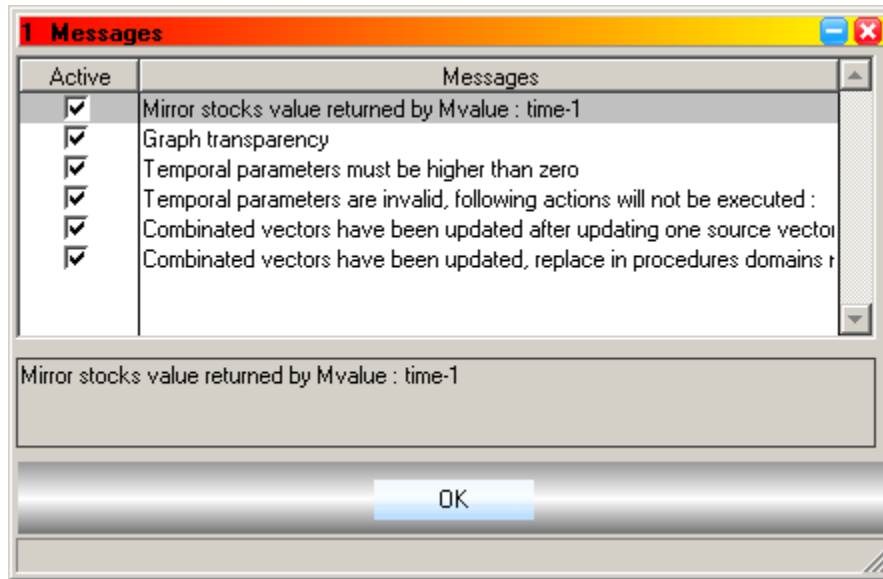 1 Messages
Active Messages
Mirror stocks value returned by Mvalue : time-1
Graph transparency
Temporal parameters must be higher than zero
Temporal parameters are invalid, following actions will not be executed :
Combinated vectors have been updated after updating one source vector
Combinated vectors have been updated, replace in procedures domains r
Mirror stocks value returned by Mvalue : time-1
OK